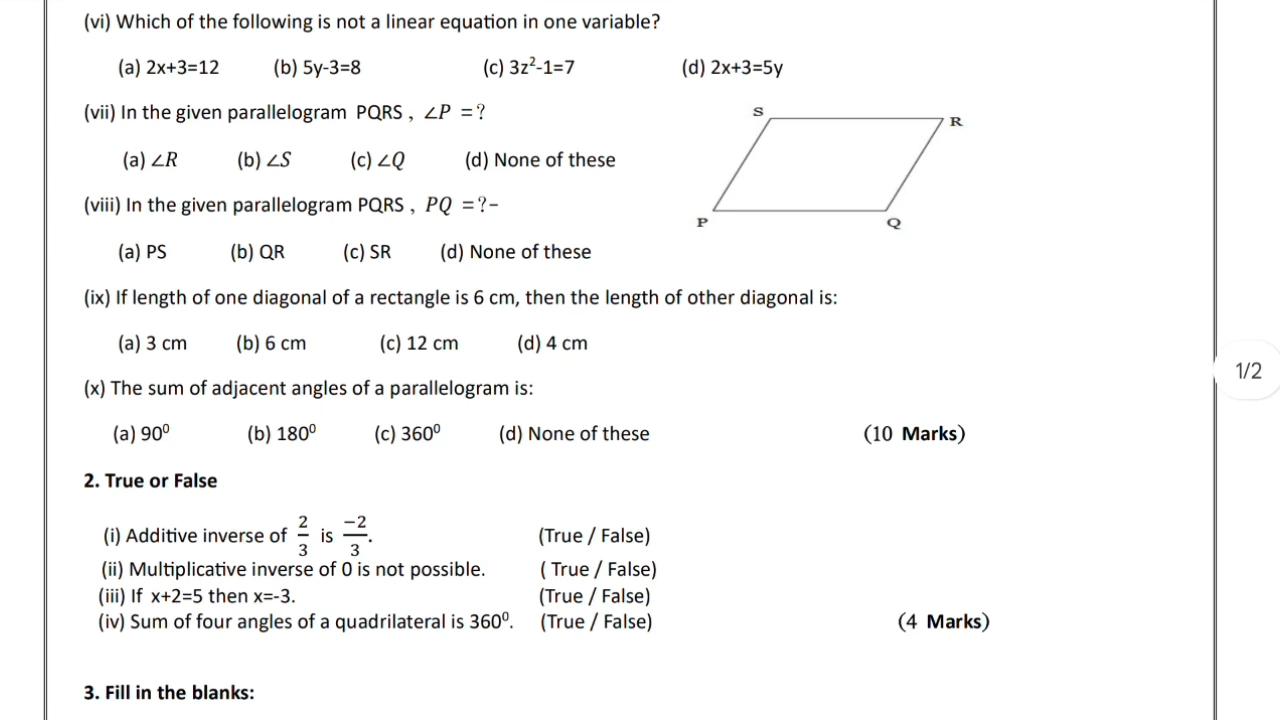 (vi) Which of the following is not a linear equation in one variable?
(a) 2x+3=12 (b) 5y-3=8 (c) 3z²-1=7 (d) 2x+3=5y
(vii) In the given parallelogram PQRS , ∠P =?
(a) ∠R (b) ∠S (c) ∠Q (d) None of these
S
R
P
Q
(viii) In the given parallelogram PQRS , PQ =?−
(a) PS (b) QR (c) SR (d) None of these
(ix) If length of one diagonal of a rectangle is 6 cm, then the length of other diagonal is:
(a) 3 cm (b) 6 cm (c) 12 cm (d) 4 cm
(x) The sum of adjacent angles of a parallelogram is:
(a) 90⁰ (b) 180⁰ (c) 360⁰ (d) None of these (10 Marks)
1/2
2. True or False
(i) Additive inverse of 2/3 is −2/3. (True / False)
(ii) Multiplicative inverse of 0 is not possible. ( True / False)
(iii) If x+2=5 then x=-3. (True / False)
(iv) Sum of four angles of a quadrilateral is 360⁰. (True / False) (4 Marks)
3. Fill in the blanks: